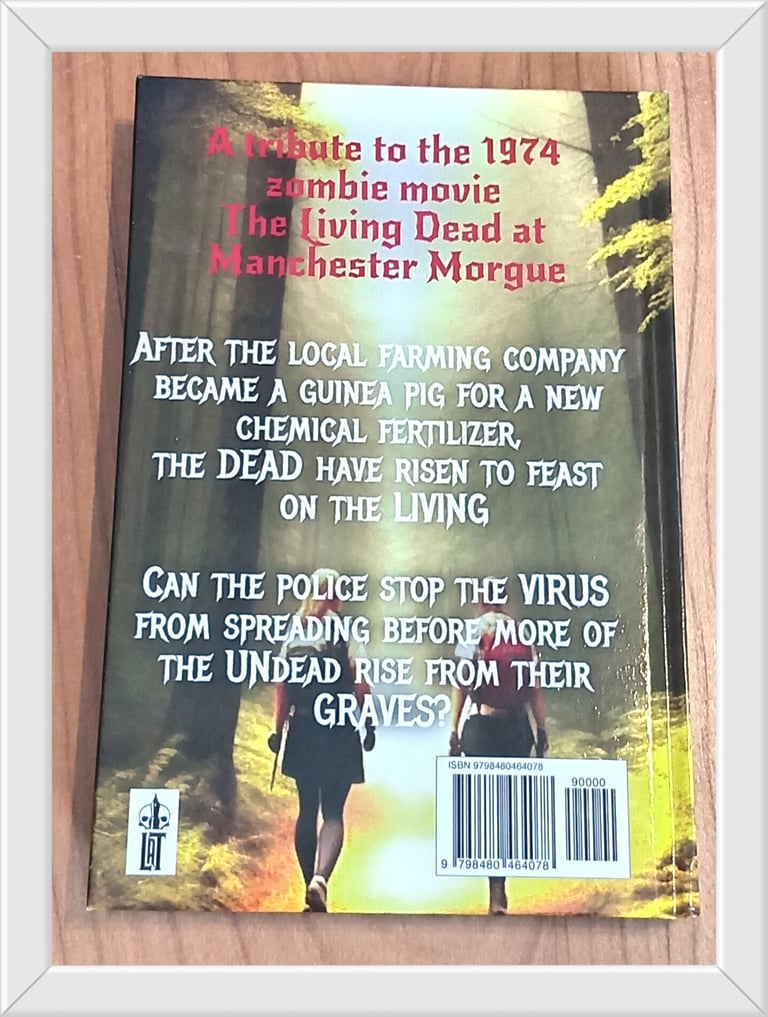 A tribute to the 1974
zombie movie
The Living Dead at
Manchester Morgue
AFTER THE LOCAL FARMING COMPANY
BECAME A GUINEA PIG FOR A NEW
CHEMICAL FERTILIZER,
THE DEAD HAVE RISEN TO FEAST
ON THE LIVING
CAN THE POLICE STOP THE VIRUS
FROM SPREADING BEFORE MORE OF
THE UNDEAD RISE FROM THEIR
GRAVES?
ISBN 9798480464078
90000
9 798480 464078
LAT